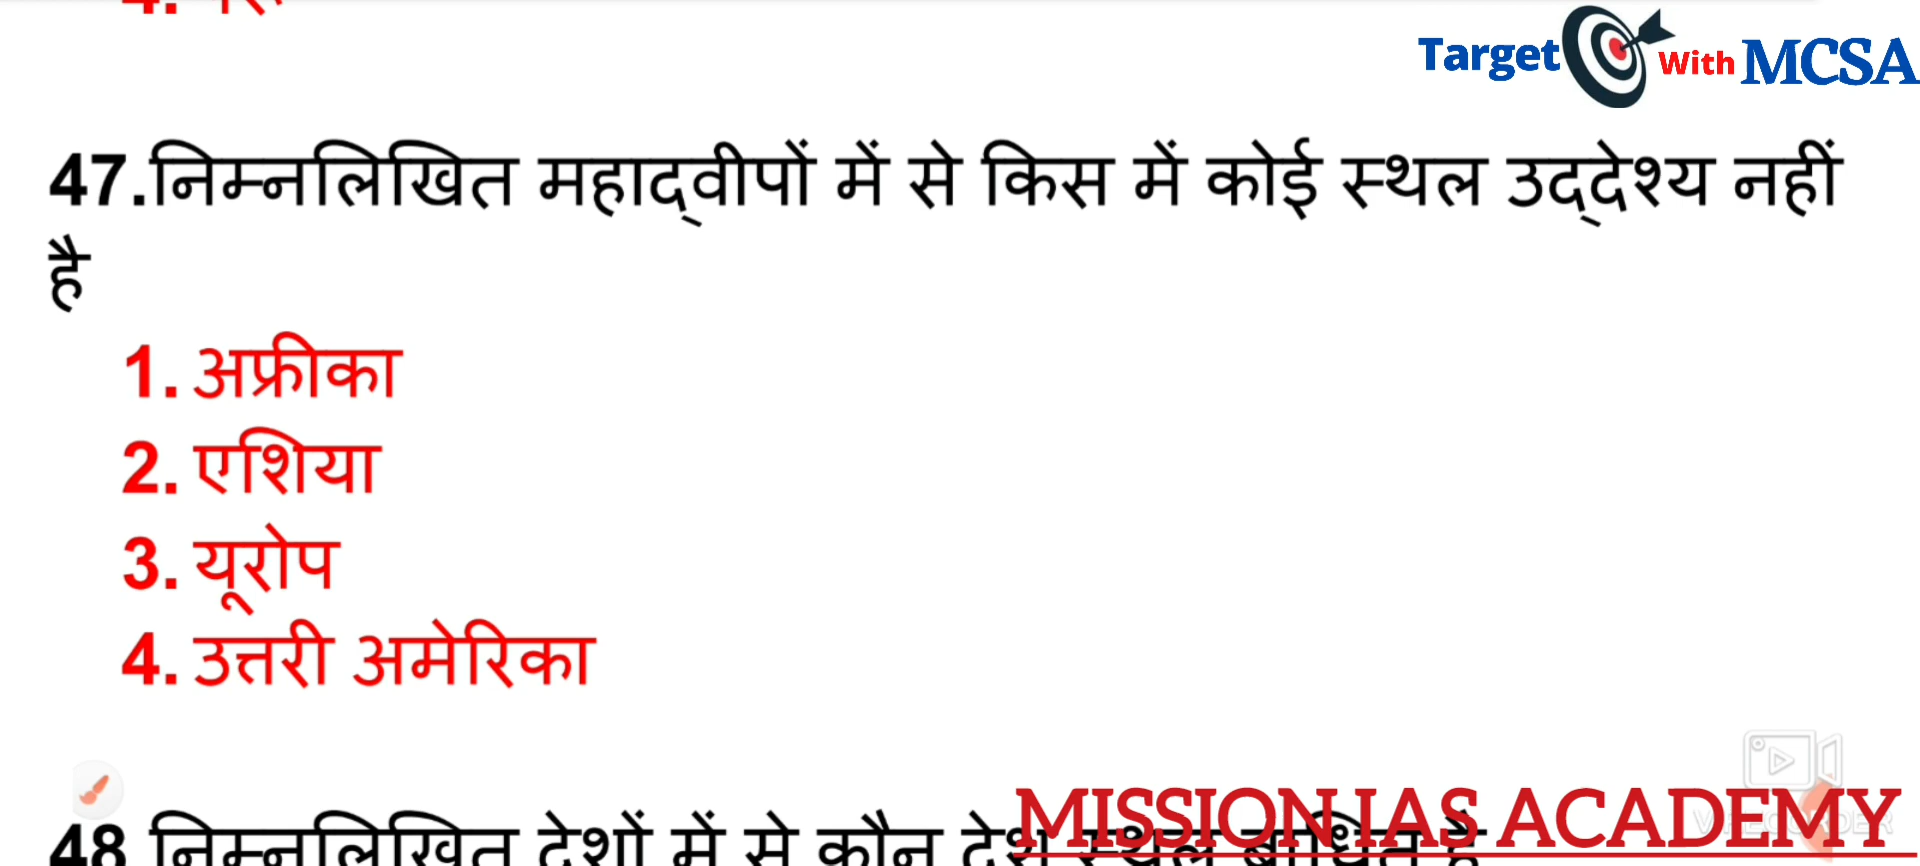 Target With MCSA
47.निम्नलिखित महाद्वीपों में से किस में कोई स्थल उद्देश्य नहीं
है
1. अफ्रीका
2. एशिया
3. यूरोप
4. उत्तरी अमेरिका
48 निम्नलिखित देशों में से कौन देश स्थल बाधित है
MISSION IAS ACADEMY